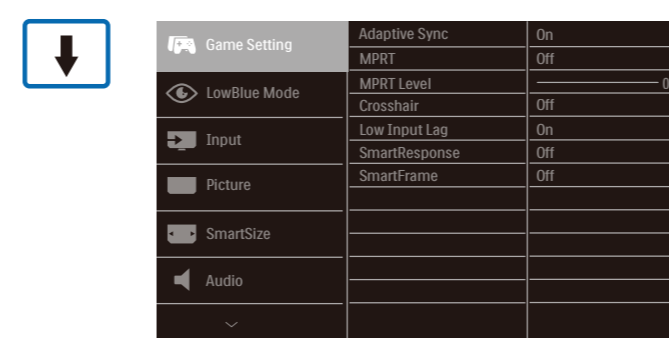 Game Setting
LowBlue Mode
Input
Picture
SmartSize
Audio
Adaptive Sync On
MPRT Off
MPRT Level 0
Crosshair Off
Low Input Lag On
SmartResponse Off
SmartFrame Off